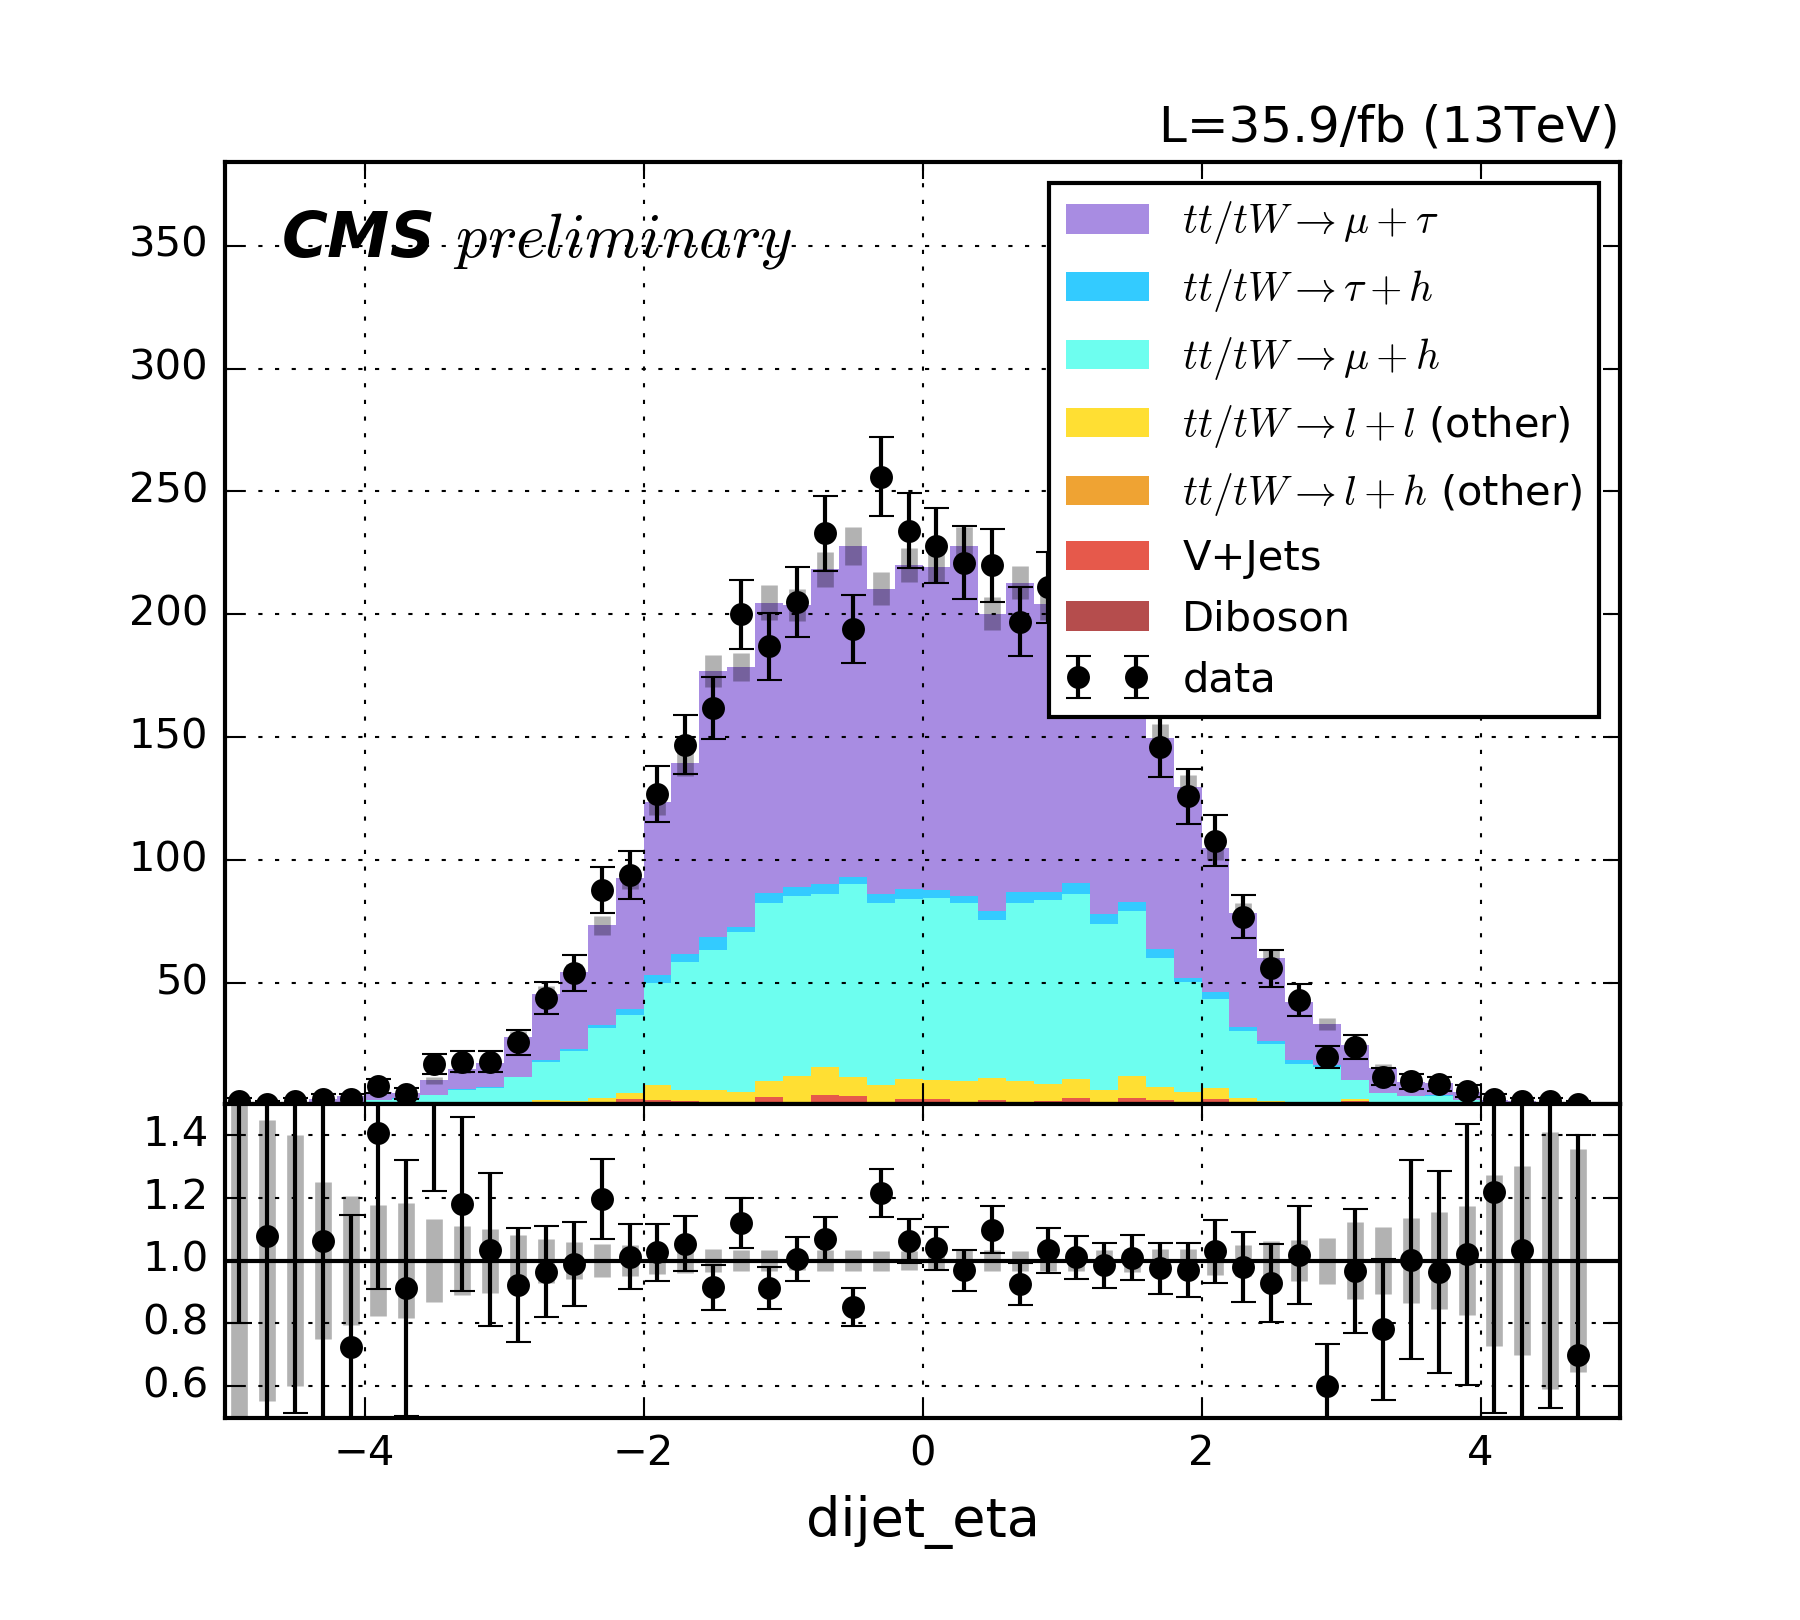 L=35.9/fb (13TeV)
CMS preliminary
350
300
250
200
150
100
50
tt/tW→μ+τ
tt/tW→τ+h
tt/tW→μ+h
tt/tW→l+l (other)
tt/tW→l+h (other)
V+Jets
Diboson
data
1.4
1.2
1.0
0.8
0.6
−4 −2 0 2 4
dijet_eta